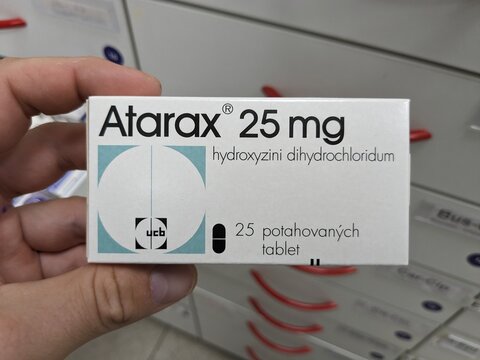 Atarax® 25 mg
hydroxyzini dihydrochloridum
ucb
25 potahovaných
tablet